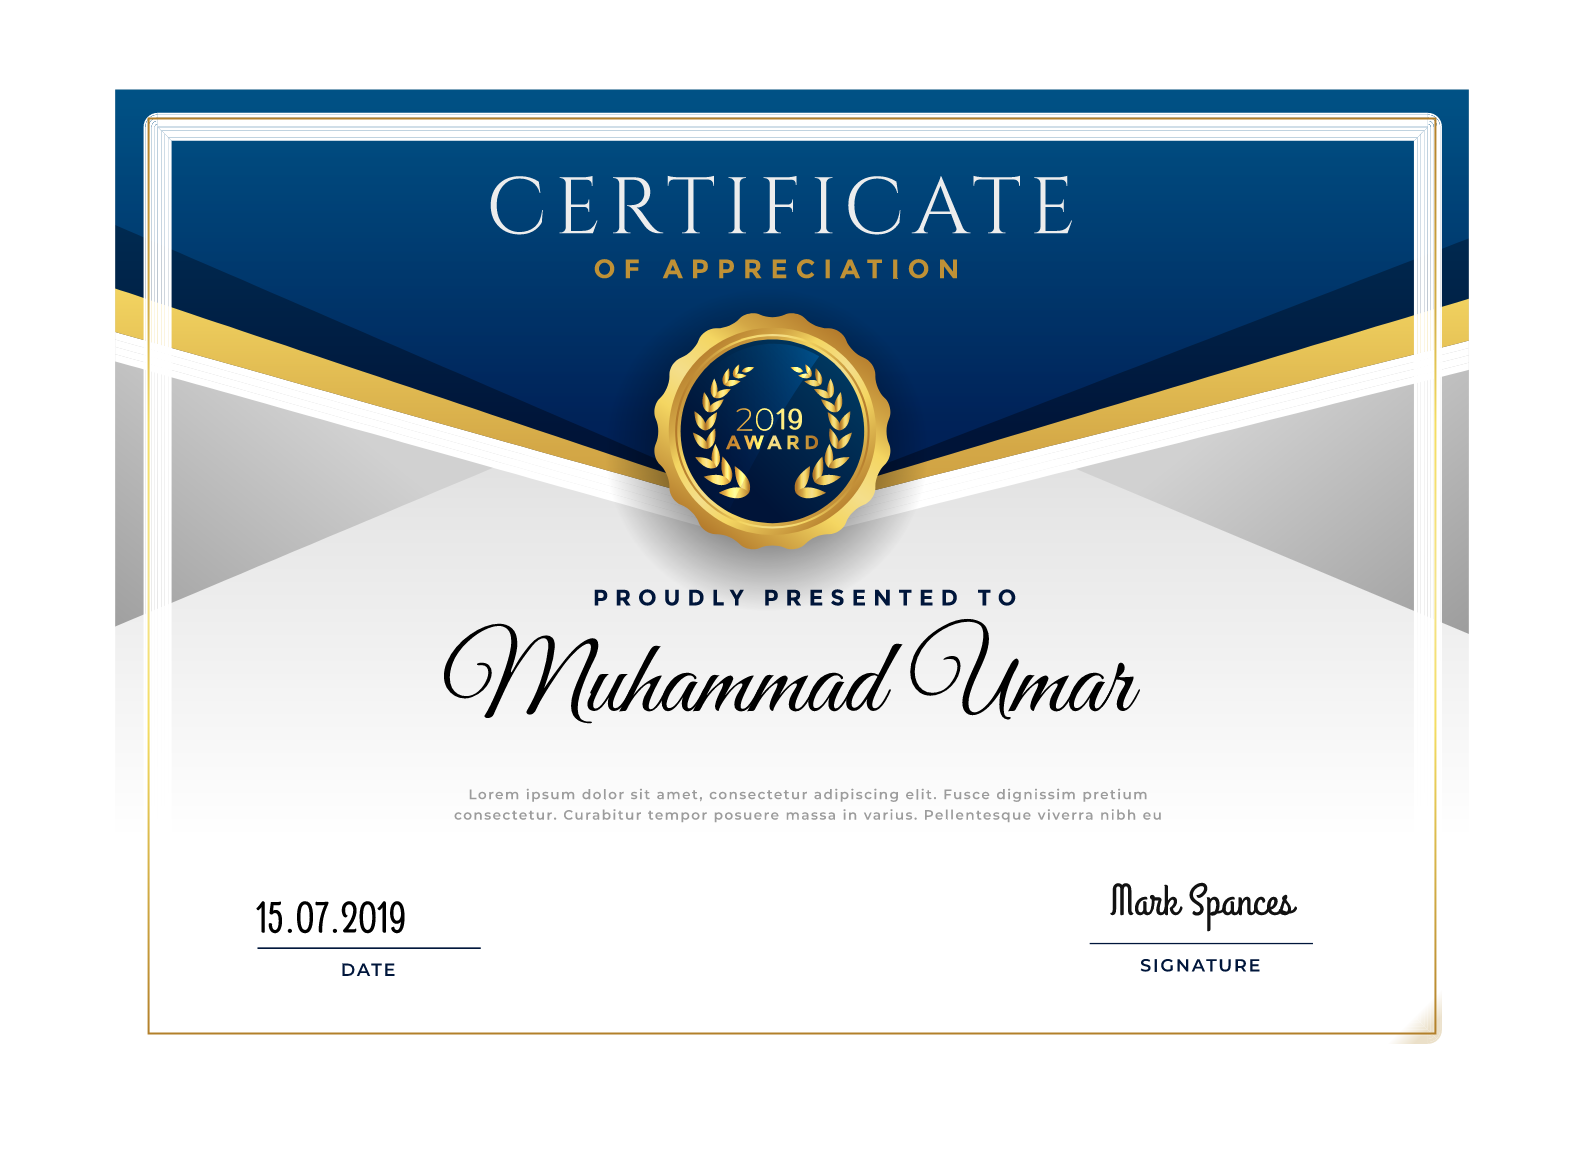 CERTIFICATE
OF APPRECIATION
2019
AWARD
PROUDLY PRESENTED TO
Muhammad Umar
Lorem ipsum dolor sit amet, consectetur adipiscing elit. Fusce dignissim pretium
consectetur. Curabitur tempor posuere massa in varius. Pellentesque viverra nibh eu
15.07.2019
DATE
Mark Spances
SIGNATURE